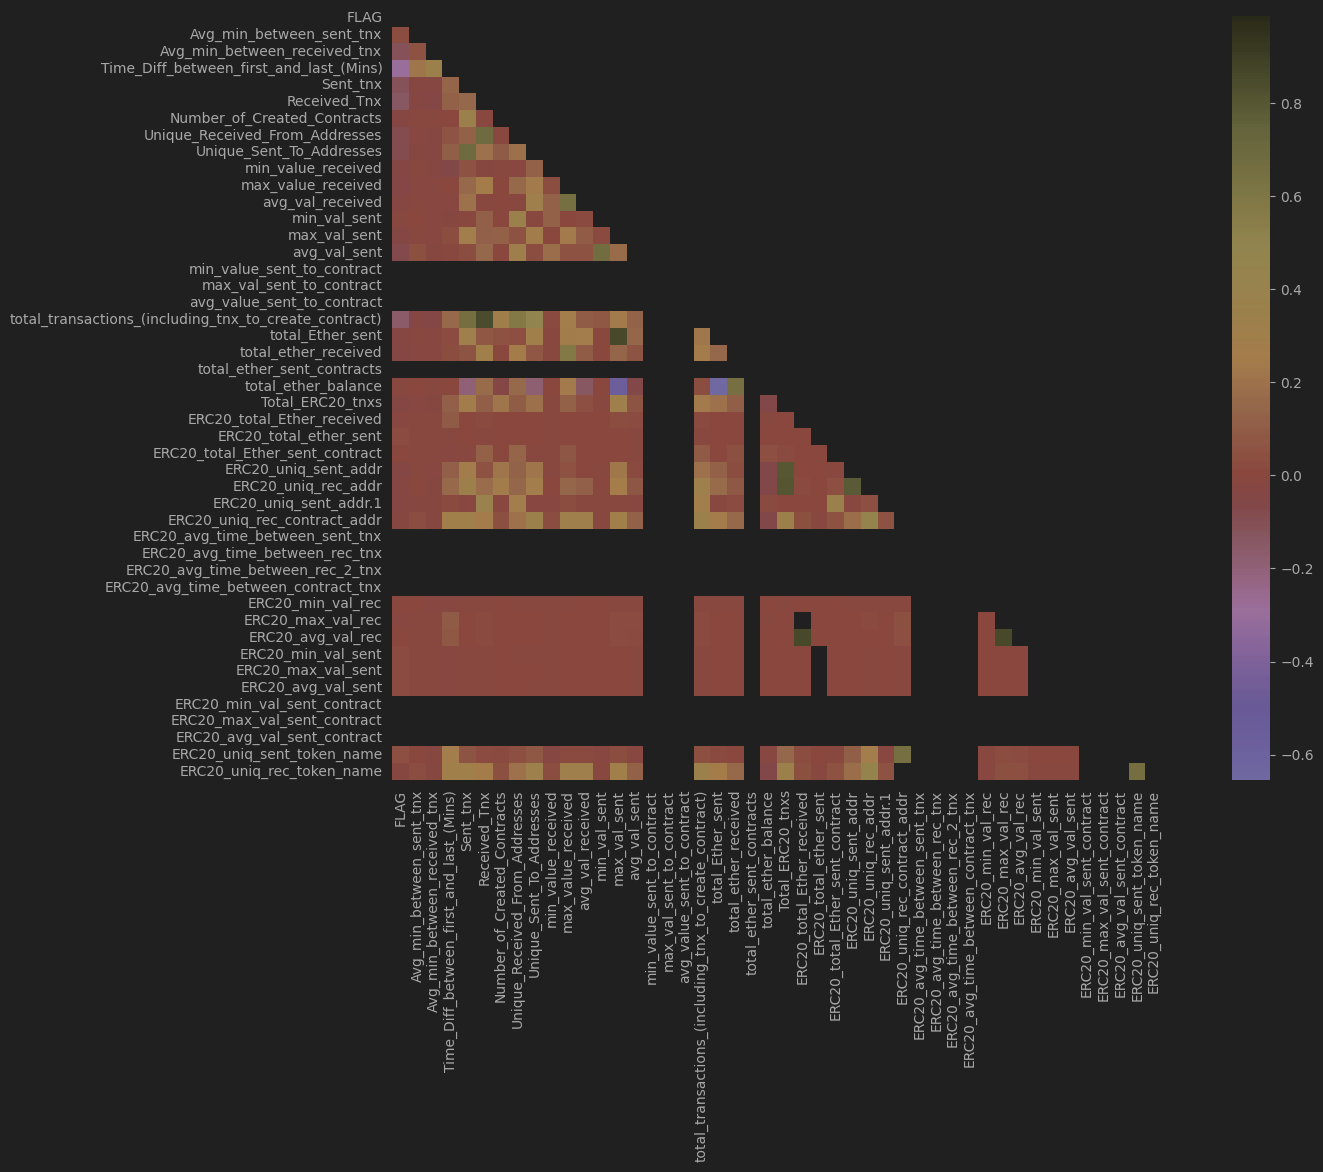 FLAG
Avg_min_between_sent_tnx
Avg_min_between_received_tnx
Time_Diff_between_first_and_last_(Mins)
Sent_tnx
Received_Tnx
Number_of_Created_Contracts
Unique_Received_From_Addresses
Unique_Sent_To_Addresses
min_value_received
max_value_received
avg_val_received
min_val_sent
max_val_sent
avg_val_sent
min_value_sent_to_contract
max_val_sent_to_contract
avg_value_sent_to_contract
total_transactions_(including_tnx_to_create_contract)
total_Ether_sent
total_ether_received
total_ether_sent_contracts
total_ether_balance
Total_ERC20_tnxs
ERC20_total_Ether_received
ERC20_total_ether_sent
ERC20_total_Ether_sent_contract
ERC20_uniq_sent_addr
ERC20_uniq_rec_addr
ERC20_uniq_sent_addr.1
ERC20_uniq_rec_contract_addr
ERC20_avg_time_between_sent_tnx
ERC20_avg_time_between_rec_tnx
ERC20_avg_time_between_rec_2_tnx
ERC20_avg_time_between_contract_tnx
ERC20_min_val_rec
ERC20_max_val_rec
ERC20_avg_val_rec
ERC20_min_val_sent
ERC20_max_val_sent
ERC20_avg_val_sent
ERC20_min_val_sent_contract
ERC20_max_val_sent_contract
ERC20_avg_val_sent_contract
ERC20_uniq_sent_token_name
ERC20_uniq_rec_token_name
FLAG
Avg_min_between_sent_tnx
Avg_min_between_received_tnx
Time_Diff_between_first_and_last_(Mins)
Sent_tnx
Received_Tnx
Number_of_Created_Contracts
Unique_Received_From_Addresses
Unique_Sent_To_Addresses
min_value_received
max_value_received
avg_val_received
min_val_sent
max_val_sent
avg_val_sent
min_value_sent_to_contract
max_val_sent_to_contract
avg_value_sent_to_contract
total_transactions_(including_tnx_to_create_contract)
total_Ether_sent
total_ether_received
total_ether_sent_contracts
total_ether_balance
Total_ERC20_tnxs
ERC20_total_Ether_received
ERC20_total_ether_sent
ERC20_total_Ether_sent_contract
ERC20_uniq_sent_addr
ERC20_uniq_rec_addr
ERC20_uniq_sent_addr.1
ERC20_uniq_rec_contract_addr
ERC20_avg_time_between_sent_tnx
ERC20_avg_time_between_rec_tnx
ERC20_avg_time_between_rec_2_tnx
ERC20_avg_time_between_contract_tnx
ERC20_min_val_rec
ERC20_max_val_rec
ERC20_avg_val_rec
ERC20_min_val_sent
ERC20_max_val_sent
ERC20_avg_val_sent
ERC20_min_val_sent_contract
ERC20_max_val_sent_contract
ERC20_avg_val_sent_contract
ERC20_uniq_sent_token_name
ERC20_uniq_rec_token_name
0.8
0.6
0.4
0.2
0.0
−0.2
−0.4
−0.6